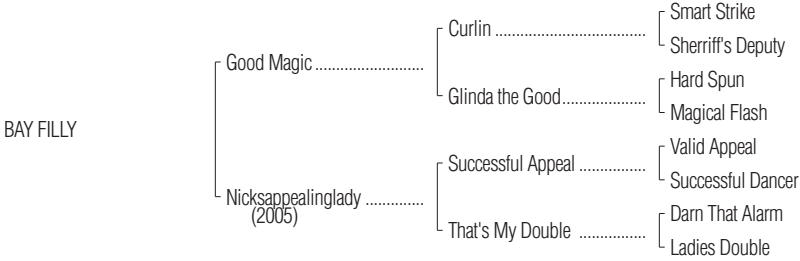 Smart Strike
Curlin ....................................
Sherriff's Deputy
Good Magic ..........................
Hard Spun
Glinda the Good....................
Magical Flash
BAY FILLY
Valid Appeal
Successful Appeal ................
Successful Dancer
Nicksappealinglady ..............
(2005)
Darn That Alarm
That's My Double ................
Ladies Double